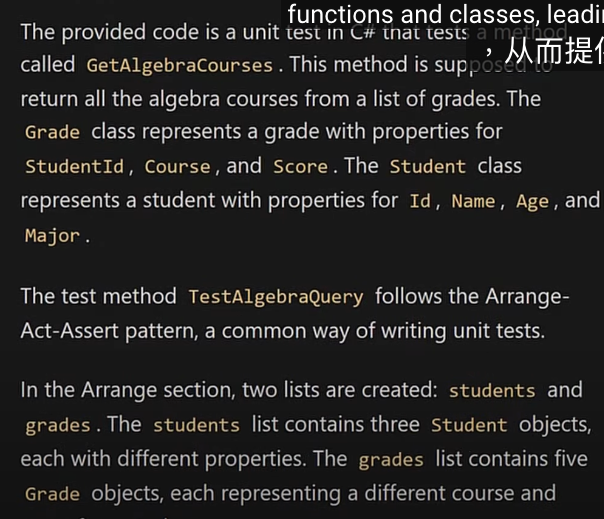 functions and classes, leadin
，从而提供
The provided code is a unit test in C# that tests a method
called GetAlgebraCourses. This method is supposed to
return all the algebra courses from a list of grades. The
Grade class represents a grade with properties for
StudentId, Course, and Score. The Student class
represents a student with properties for Id, Name, Age, and
Major.
The test method TestAlgebraQuery follows the Arrange-
Act-Assert pattern, a common way of writing unit tests.
In the Arrange section, two lists are created: students and
grades. The students list contains three Student objects,
each with different properties. The grades list contains five
Grade objects, each representing a different course and